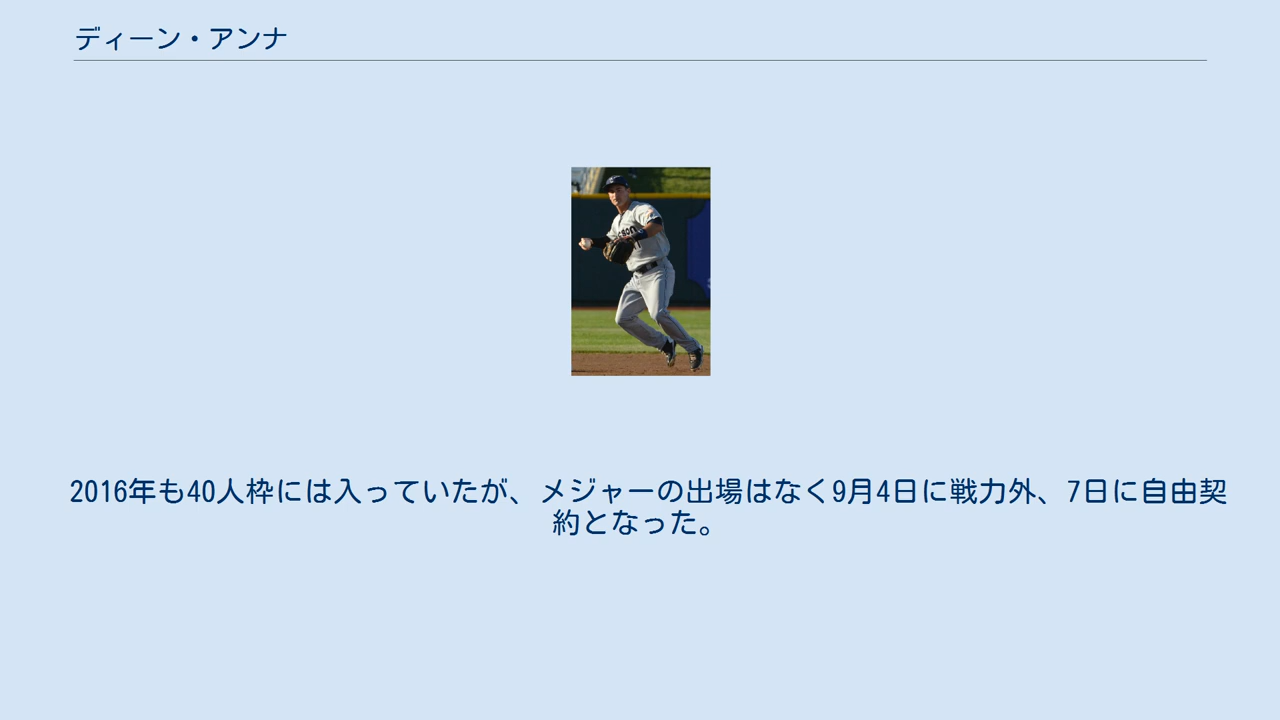 ディーン・アンナ
2016年も40人枠には入っていたが、メジャーの出場はなく9月4日に戦力外、7日に自由契
約となった。